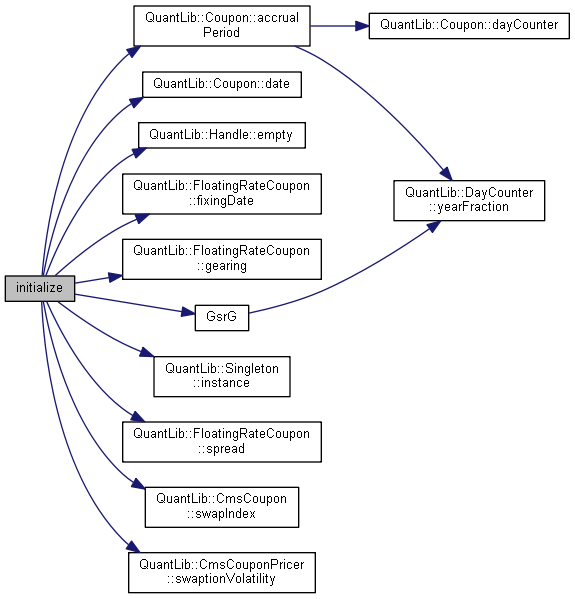 QuantLib::Coupon::accrual
Period
QuantLib::Coupon::dayCounter
QuantLib::Coupon::date
QuantLib::Handle::empty
QuantLib::FloatingRateCoupon
::fixingDate
QuantLib::DayCounter
::yearFraction
QuantLib::FloatingRateCoupon
::gearing
initialize
GsrG
QuantLib::Singleton
::instance
QuantLib::FloatingRateCoupon
::spread
QuantLib::CmsCoupon
::swapIndex
QuantLib::CmsCouponPricer
::swaptionVolatility